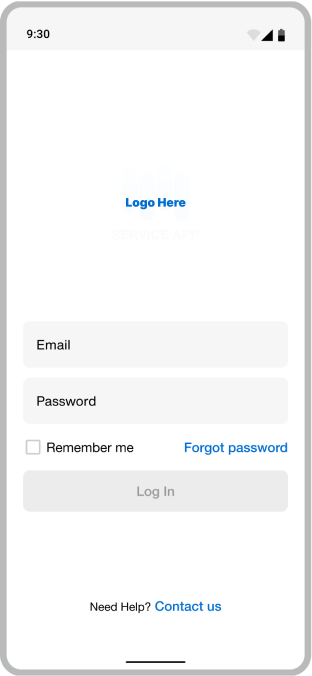 9:30
Logo Here
SERVICE APP
Email
Password
Remember me Forgot password
Log In
Need Help? Contact us